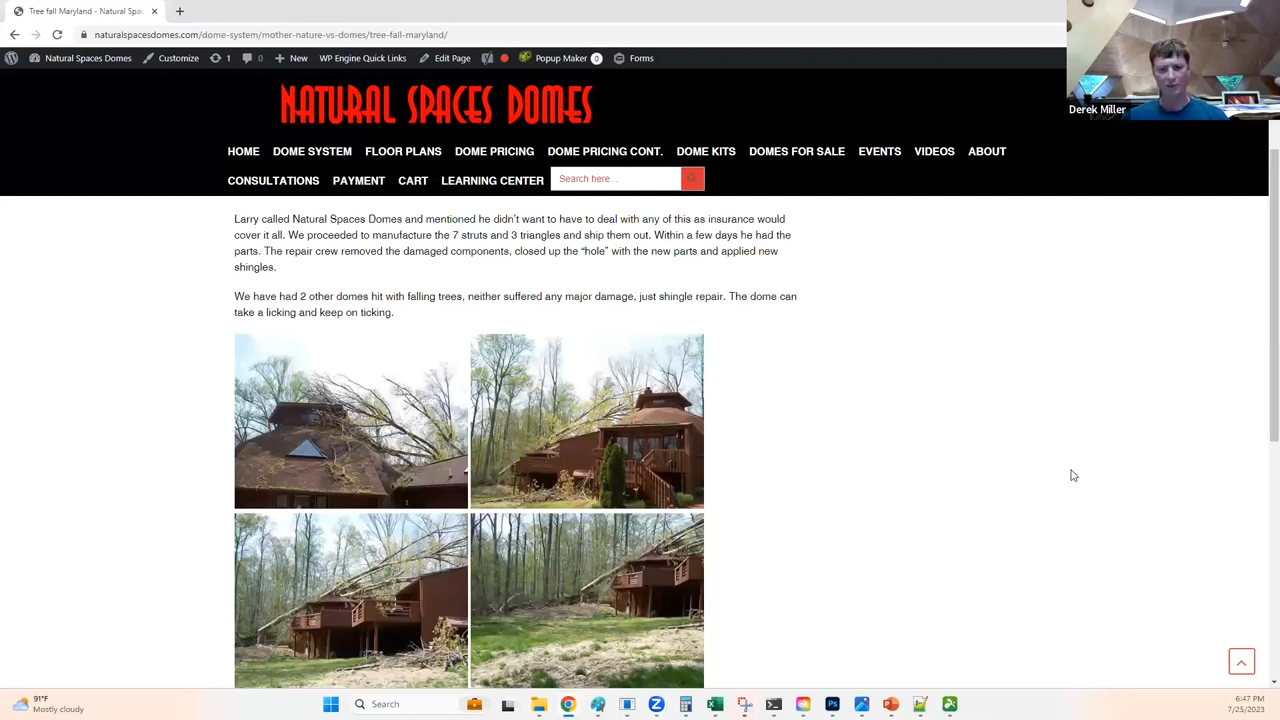 Tree fall Maryland - Natural Spac
naturalspacesdomes.com/dome-system/mother-nature-vs-domes/tree-fall-maryland/
Natural Spaces Domes Customize 1 0 New WP Engine Quick Links Edit Page Popup Maker 0 Forms
Derek Miller
NATURAL SPACES DOMES
HOME DOME SYSTEM FLOOR PLANS DOME PRICING DOME PRICING CONT. DOME KITS DOMES FOR SALE EVENTS VIDEOS ABOUT
CONSULTATIONS PAYMENT CART LEARNING CENTER Search here...
Larry called Natural Spaces Domes and mentioned he didn't want to have to deal with any of this as insurance would
cover it all. We proceeded to manufacture the 7 struts and 3 triangles and ship them out. Within a few days he had the
parts. The repair crew removed the damaged components, closed up the “hole” with the new parts and applied new
shingles.
We have had 2 other domes hit with falling trees, neither suffered any major damage, just shingle repair. The dome can
take a licking and keep on ticking.
91°F
Mostly cloudy
Search
6:47 PM
7/25/2023